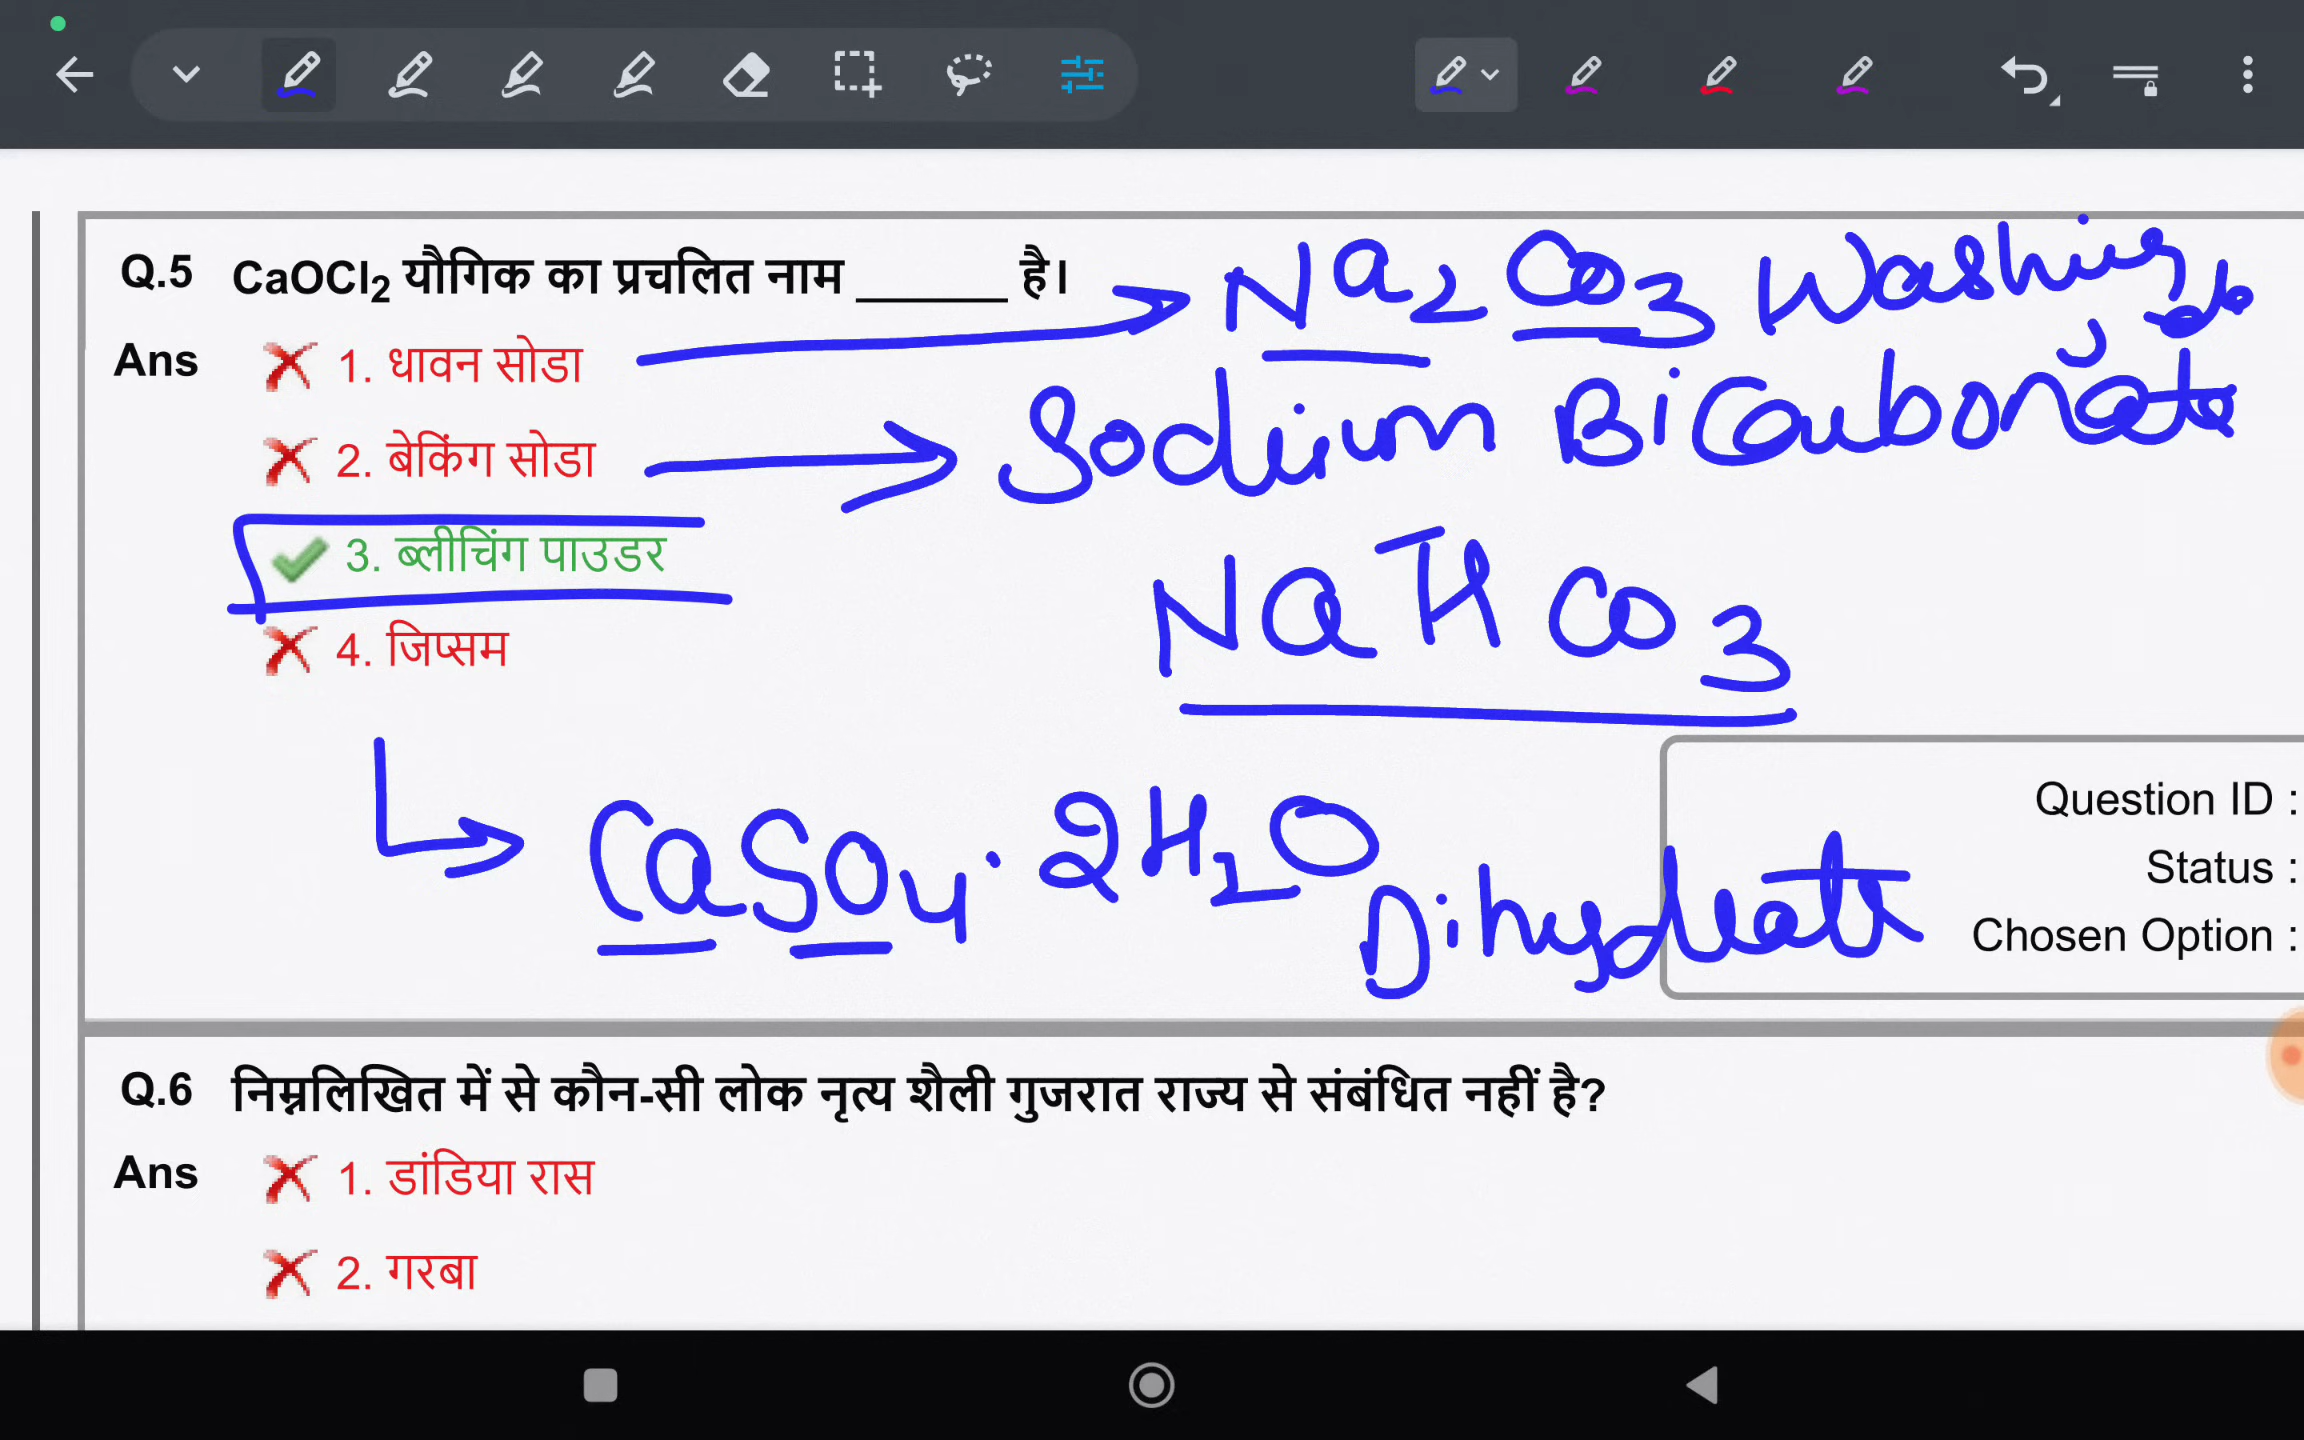 Q.5 CaOCl₂ यौगिक का प्रचलित नाम ______ है।
Na₂CO₃ Washing
Ans 1. धावन सोडा
2. बेकिंग सोडा
Sodium Bicarbonate
3. ब्लीचिंग पाउडर
NaHCO₃
4. जिप्सम
CaSO₄·2H₂O
Dihydrate
Question ID :
Status :
Chosen Option :
Q.6 निम्नलिखित में से कौन-सी लोक नृत्य शैली गुजरात राज्य से संबंधित नहीं है?
Ans 1. डांडिया रास
2. गरबा